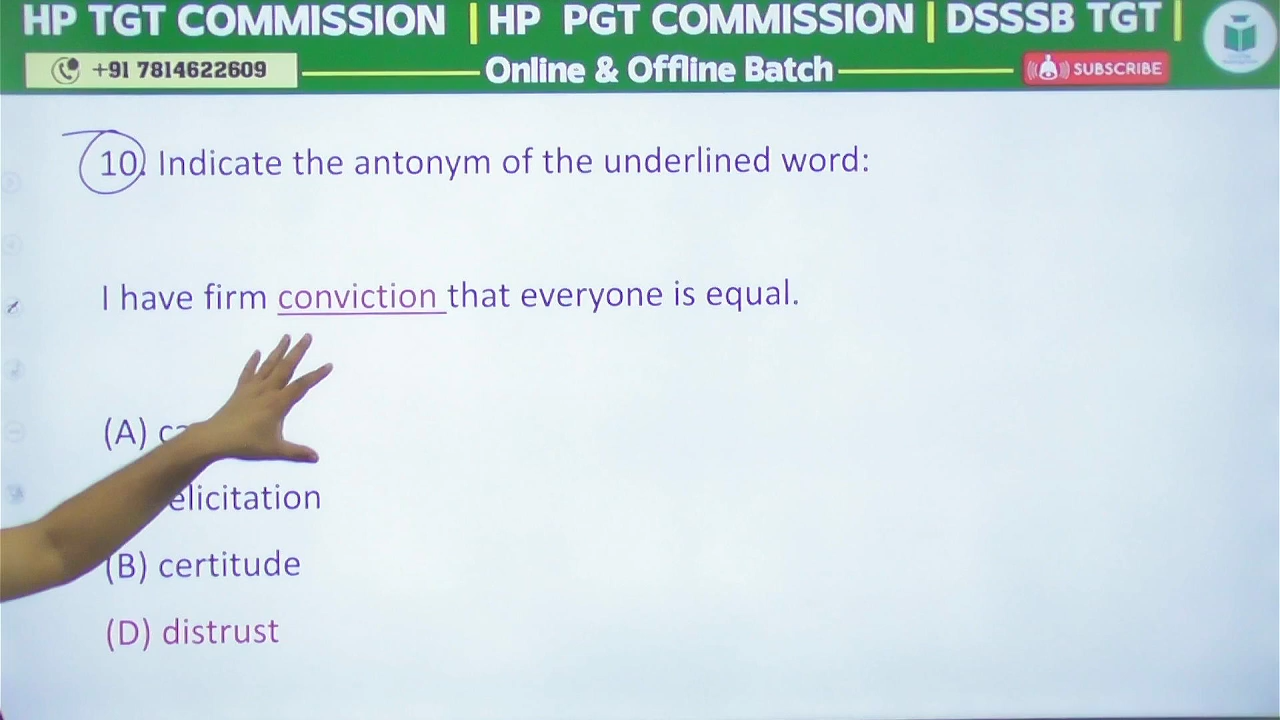 HP TGT COMMISSION | HP PGT COMMISSION | DSSSB TGT |
+91 7814622609 Online & Offline Batch SUBSCRIBE
10. Indicate the antonym of the underlined word:
I have firm conviction that everyone is equal.
(A)
elicitation
(B) certitude
(D) distrust